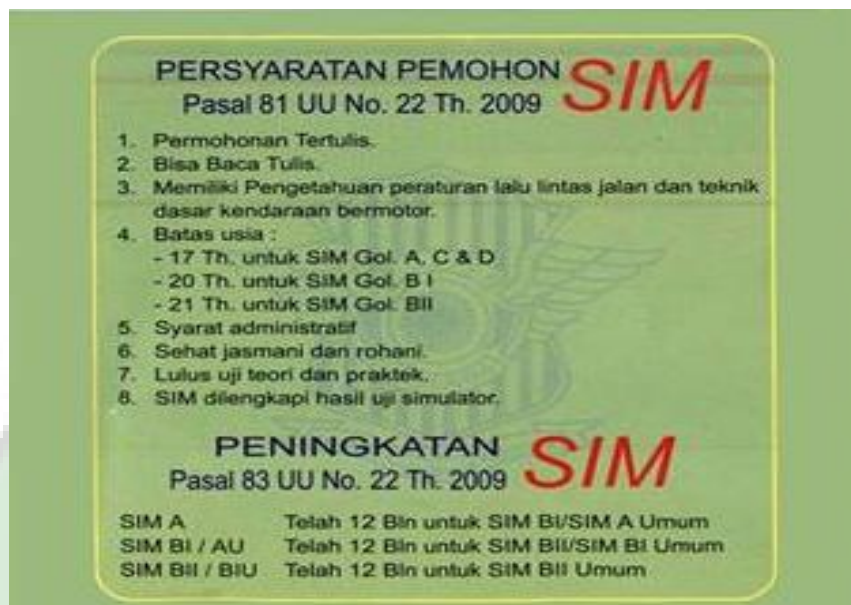 PERSYARATAN PEMOHON SIM
Pasal 81 UU No. 22 Th. 2009
1. Permohonan Tertulis.
2. Bisa Baca Tulis.
3. Memiliki Pengetahuan peraturan lalu lintas jalan dan teknik
dasar kendaraan bermotor.
4. Batas usia :
- 17 Th. untuk SIM Gol. A, C & D
- 20 Th. untuk SIM Gol. B I
- 21 Th. untuk SIM Gol. BII
5. Syarat administratif
6. Sehat jasmani dan rohani.
7. Lulus uji teori dan praktek.
8. SIM dilengkapi hasil uji simulator.
PENINGKATAN SIM
Pasal 83 UU No. 22 Th. 2009
SIM A Telah 12 Bln untuk SIM BI/SIM A Umum
SIM BI / AU Telah 12 Bln untuk SIM BII/SIM BI Umum
SIM BII / BIU Telah 12 Bln untuk SIM BII Umum